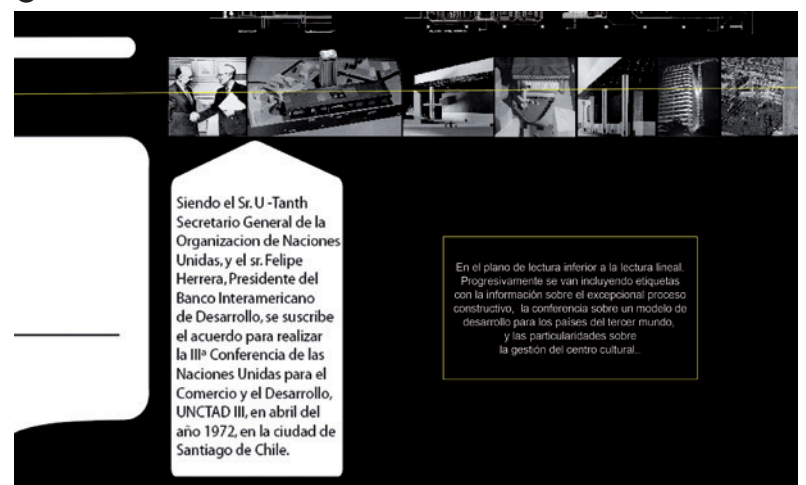 Siendo el Sr. U -Tanth
Secretario General de la
Organizacion de Naciones
Unidas, y el sr. Felipe
Herrera, Presidente del
Banco Interamericano
de Desarrollo, se suscribe
el acuerdo para realizar
la IIIª Conferencia de las
Naciones Unidas para el
Comercio y el Desarrollo,
UNCTAD III, en abril del
año 1972, en la ciudad de
Santiago de Chile.
En el plano de lectura inferior a la lectura lineal.
Progresivamente se van incluyendo etiquetas
con la información sobre el excepcional proceso
constructivo, la conferencia sobre un modelo de
desarrollo para los países del tercer mundo,
y las particularidades sobre
la gestión del centro cultural..